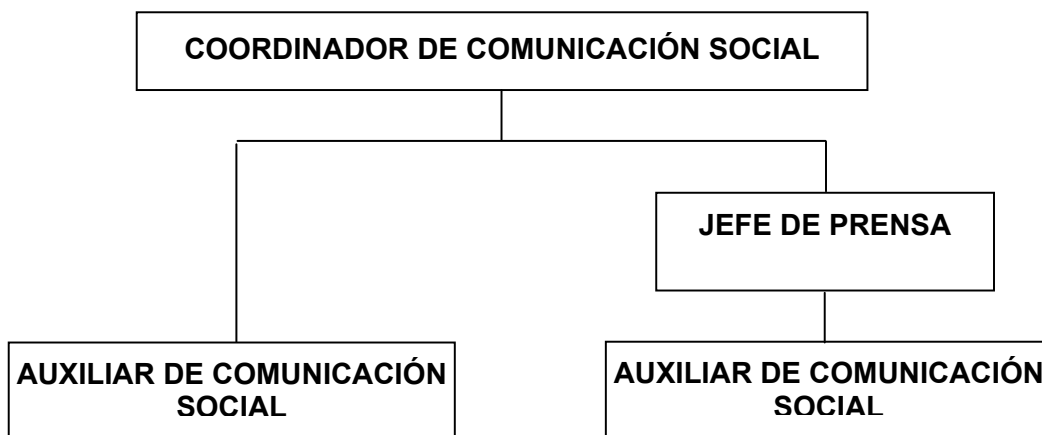 COORDINADOR DE COMUNICACIÓN SOCIAL
JEFE DE PRENSA
AUXILIAR DE COMUNICACIÓN
SOCIAL
AUXILIAR DE COMUNICACIÓN
SOCIAL